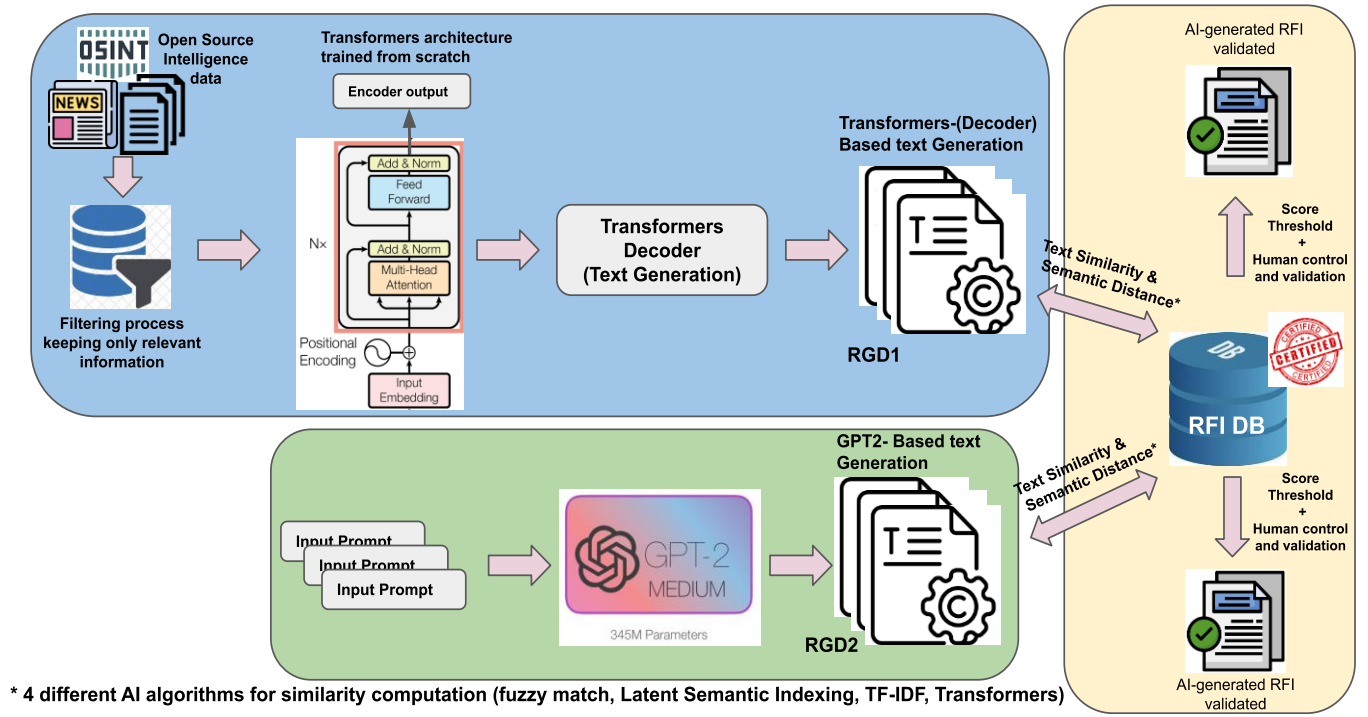 OSINT
Open Source
Intelligence
data
NEWS
Filtering process
keeping only relevant
information
Transformers architecture
trained from scratch
Encoder output
Add & Norm
Feed
Forward
N×
Add & Norm
Multi-Head
Attention
Positional
Encoding
Input
Embedding
Transformers
Decoder
(Text Generation)
Transformers-(Decoder)
Based text Generation
T
C
RGD1
Text Similarity &
Semantic Distance*
AI-generated RFI
validated
Score
Threshold
+
Human control
and validation
DB
CERTIFIED
CERTIFIED
CERTIFIED
RFI DB
Input Prompt
Input Prompt
Input Prompt
GPT-2
MEDIUM
345M Parameters
GPT2- Based text
Generation
T
C
RGD2
Text Similarity &
Semantic Distance*
Score
Threshold
+
Human control
and validation
AI-generated RFI
validated
* 4 different AI algorithms for similarity computation (fuzzy match, Latent Semantic Indexing, TF-IDF, Transformers)